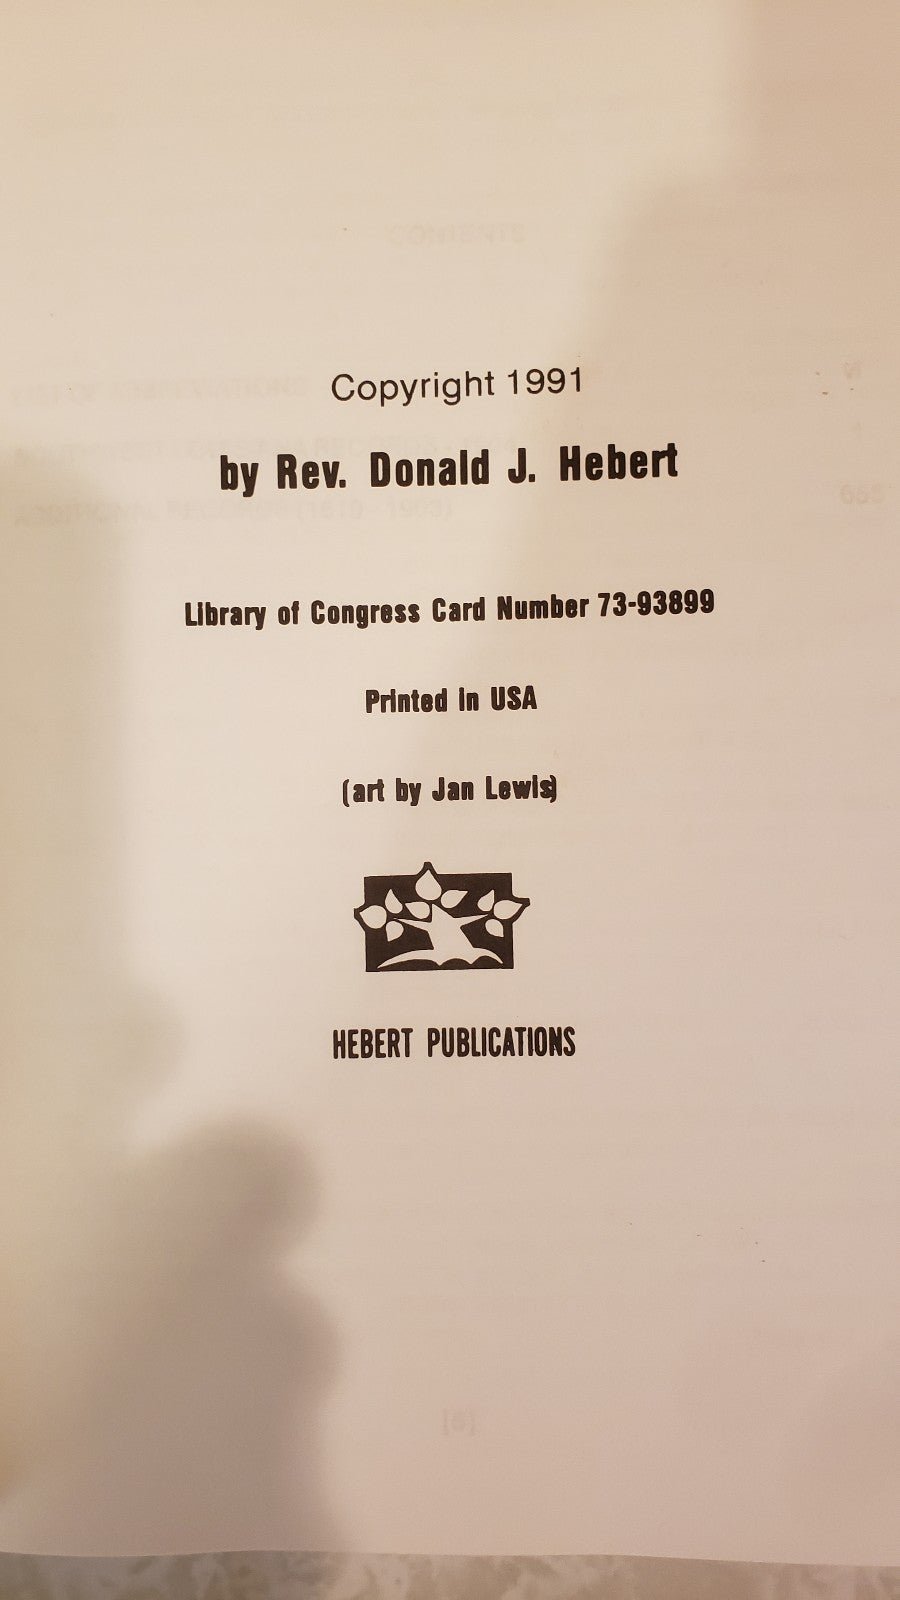 Copyright 1991
by Rev. Donald J. Hebert
Library of Congress Card Number 73-93899
Printed in USA
(art by Jan Lewis)
HEBERT PUBLICATIONS